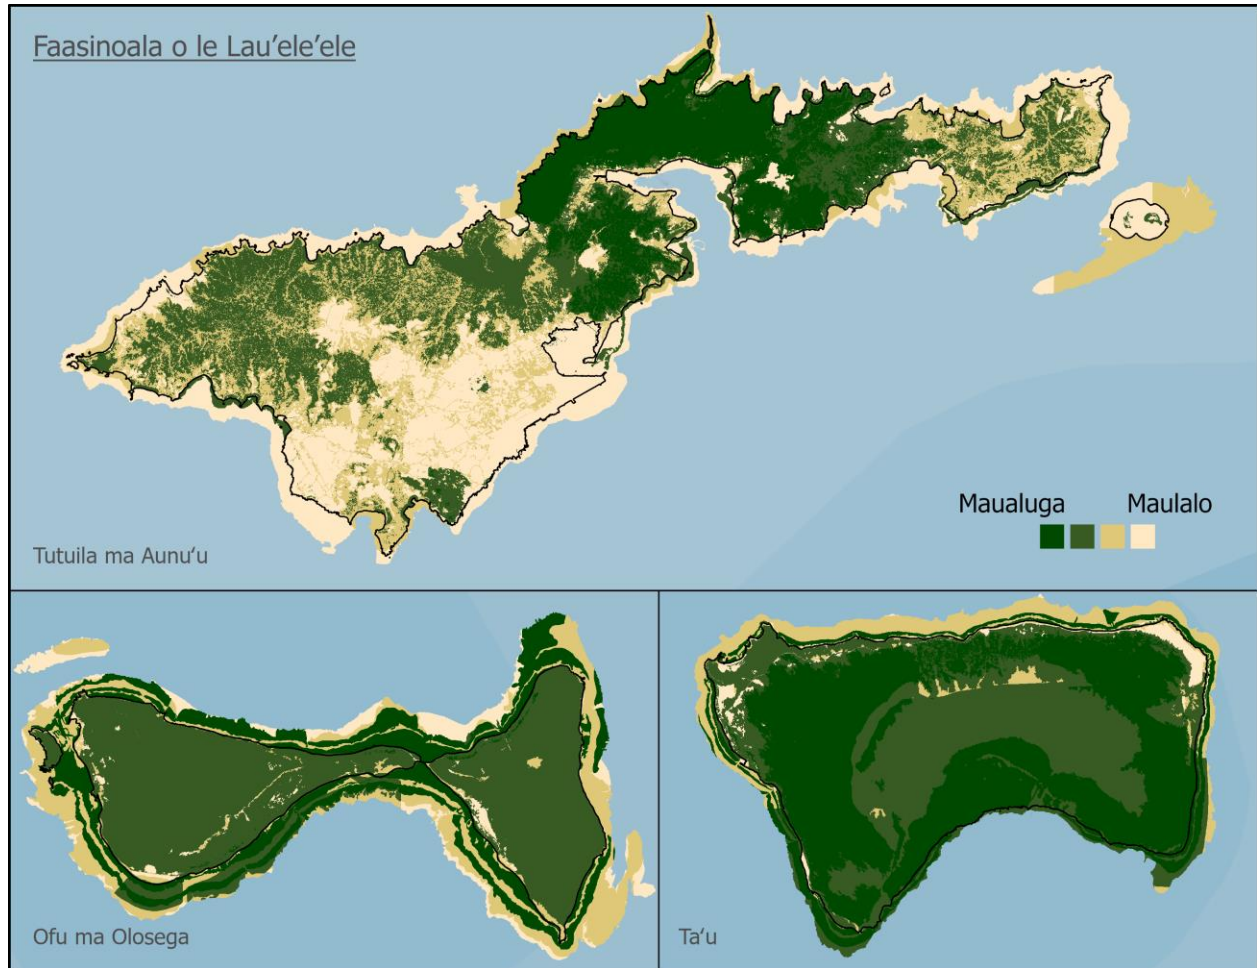 Faasinoala o le Lau’ele’ele
Maualuga Maulalo
Tutuila ma Aunu‘u
Ofu ma Olosega
Ta‘u